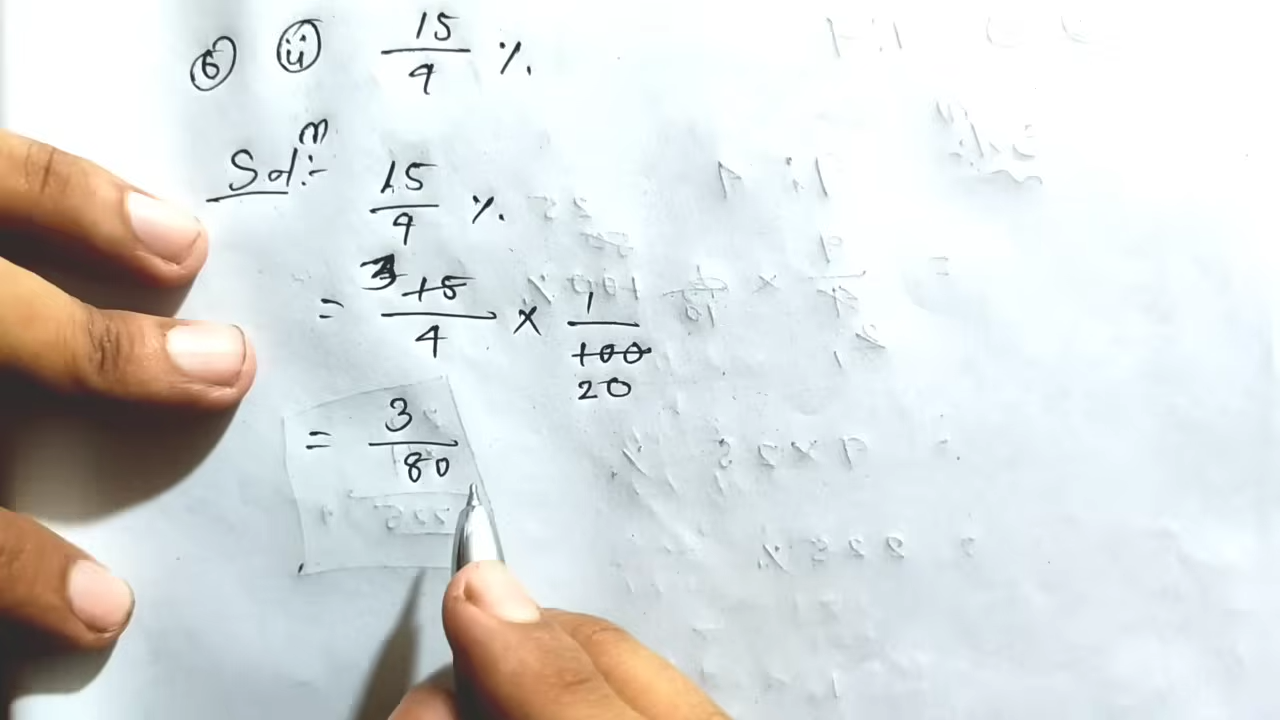 6 ii 15/4 %
Solⁿ:- 15/4 %
= 3 15/4 × 1/100 20
= 3/80